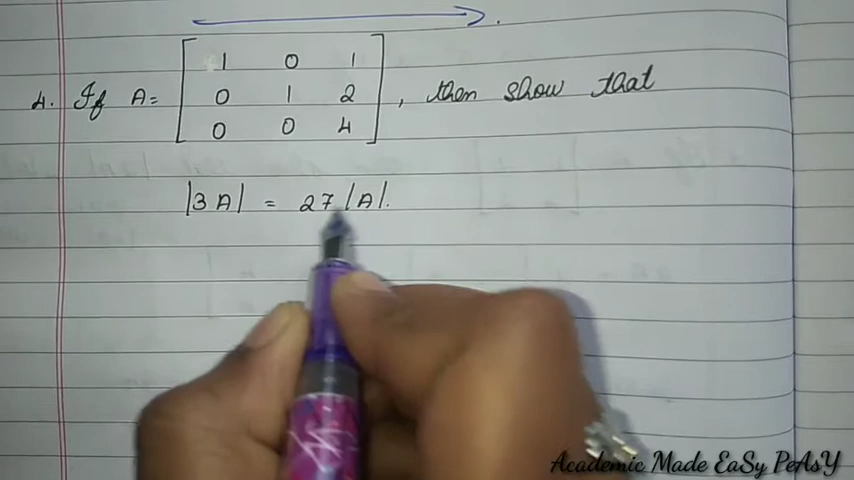 4. If A = [ 1 0 1
0 1 2
0 0 4 ] , then show that
|3A| = 27|A|.
Academic Made EaSy PeAsY